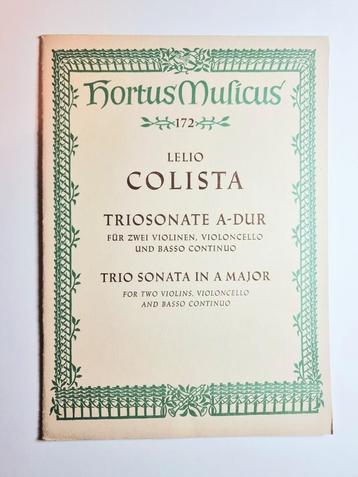 Hortus Musicus
172
LELIO
COLISTA
TRIOSONATE A-DUR
FÜR ZWEI VIOLINEN, VIOLONCELLO
UND BASSO CONTINUO
TRIO SONATA IN A MAJOR
FOR TWO VIOLINS, VIOLONCELLO
AND BASSO CONTINUO